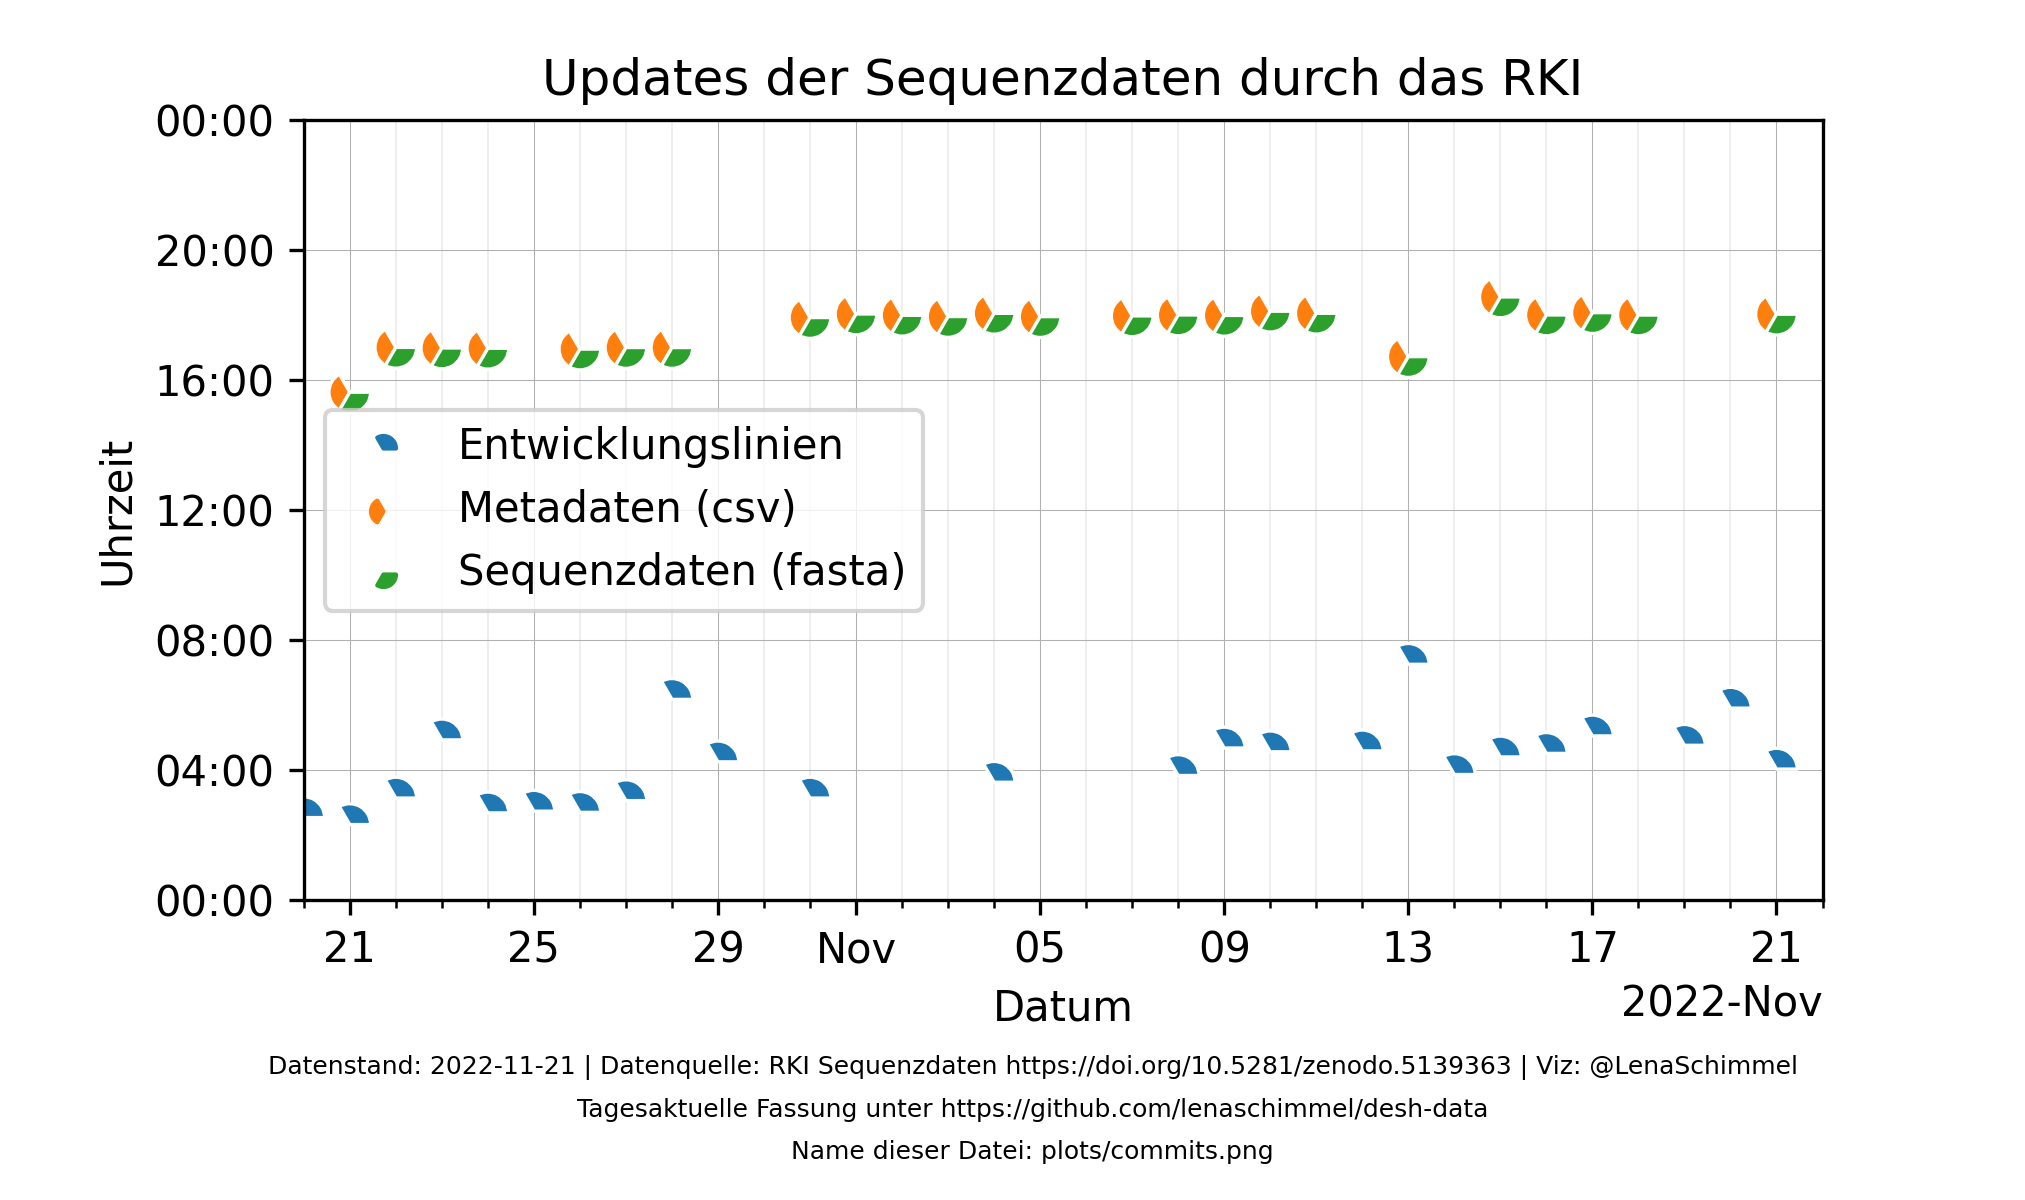 Updates der Sequenzdaten durch das RKI
00:00
20:00
16:00
12:00
08:00
04:00
00:00
Uhrzeit
Entwicklungslinien
Metadaten (csv)
Sequenzdaten (fasta)
21 25 29 Nov 05 09 13 17 21
2022-Nov
Datum
Datenstand: 2022-11-21 | Datenquelle: RKI Sequenzdaten https://doi.org/10.5281/zenodo.5139363 | Viz: @LenaSchimmel
Tagesaktuelle Fassung unter https://github.com/lenaschimmel/desh-data
Name dieser Datei: plots/commits.png